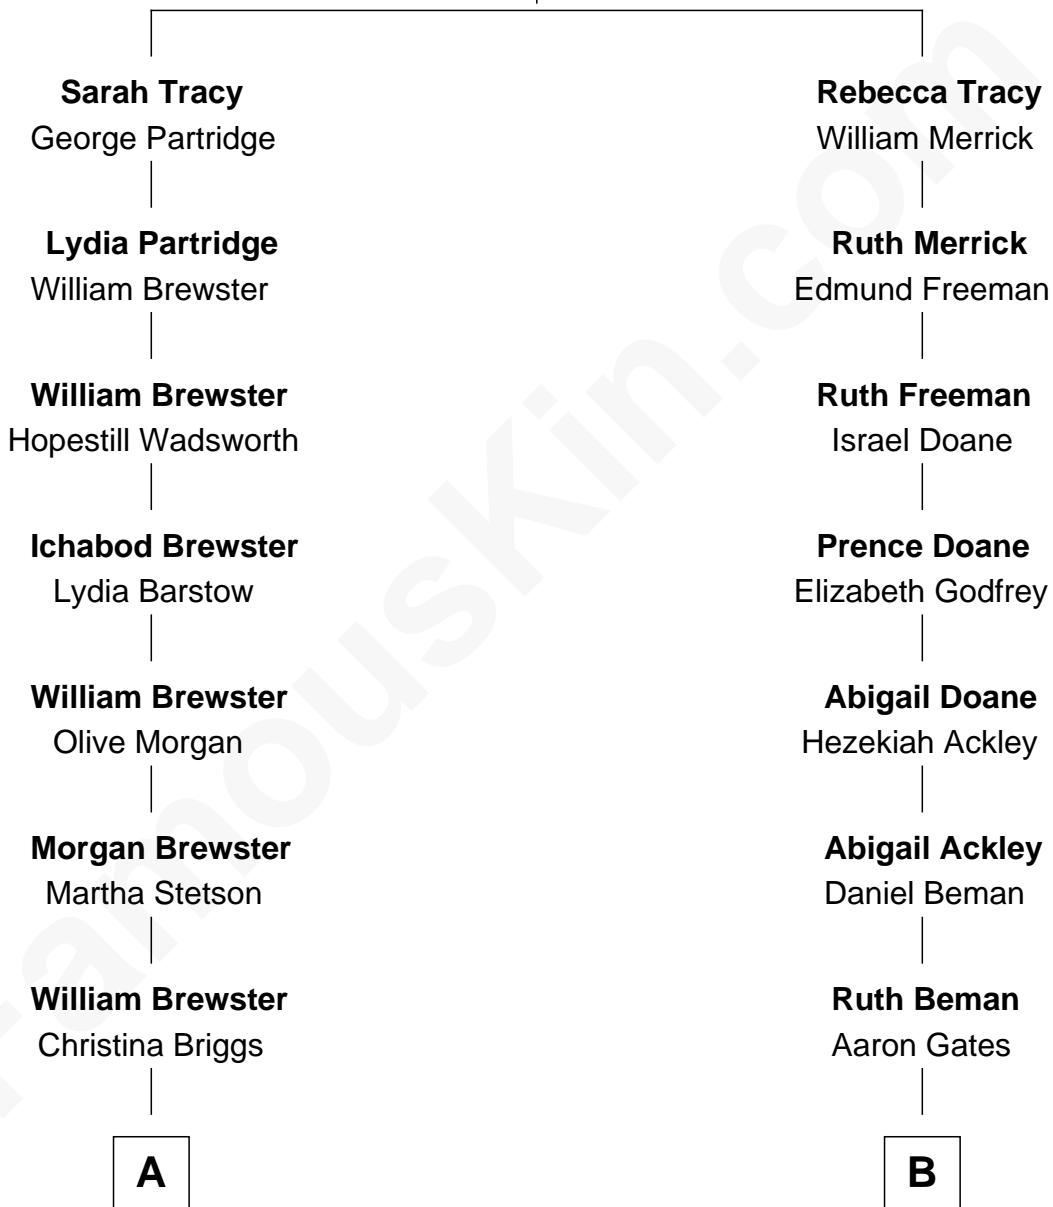 Sarah Tracy
George Partridge
Lydia Partridge
William Brewster
William Brewster
Hopestill Wadsworth
Ichabod Brewster
Lydia Barstow
William Brewster
Olive Morgan
Morgan Brewster
Martha Stetson
William Brewster
Christina Briggs
A
Rebecca Tracy
William Merrick
Ruth Merrick
Edmund Freeman
Ruth Freeman
Israel Doane
Prence Doane
Elizabeth Godfrey
Abigail Doane
Hezekiah Ackley
Abigail Ackley
Daniel Beman
Ruth Beman
Aaron Gates
B
FamousKin.com